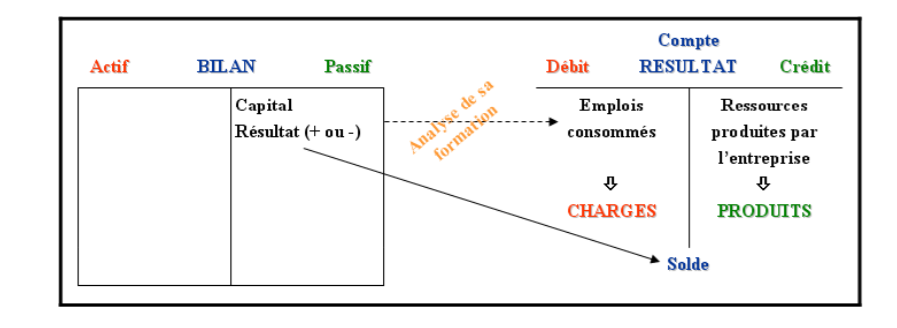 Actif BILAN Passif
Capital
Résultat (+ ou -)
Analyse de sa
formation
Compte
Débit RESULTAT Crédit
Emplois
consommés
CHARGES
Ressources
produites par
l'entreprise
PRODUITS
Solde